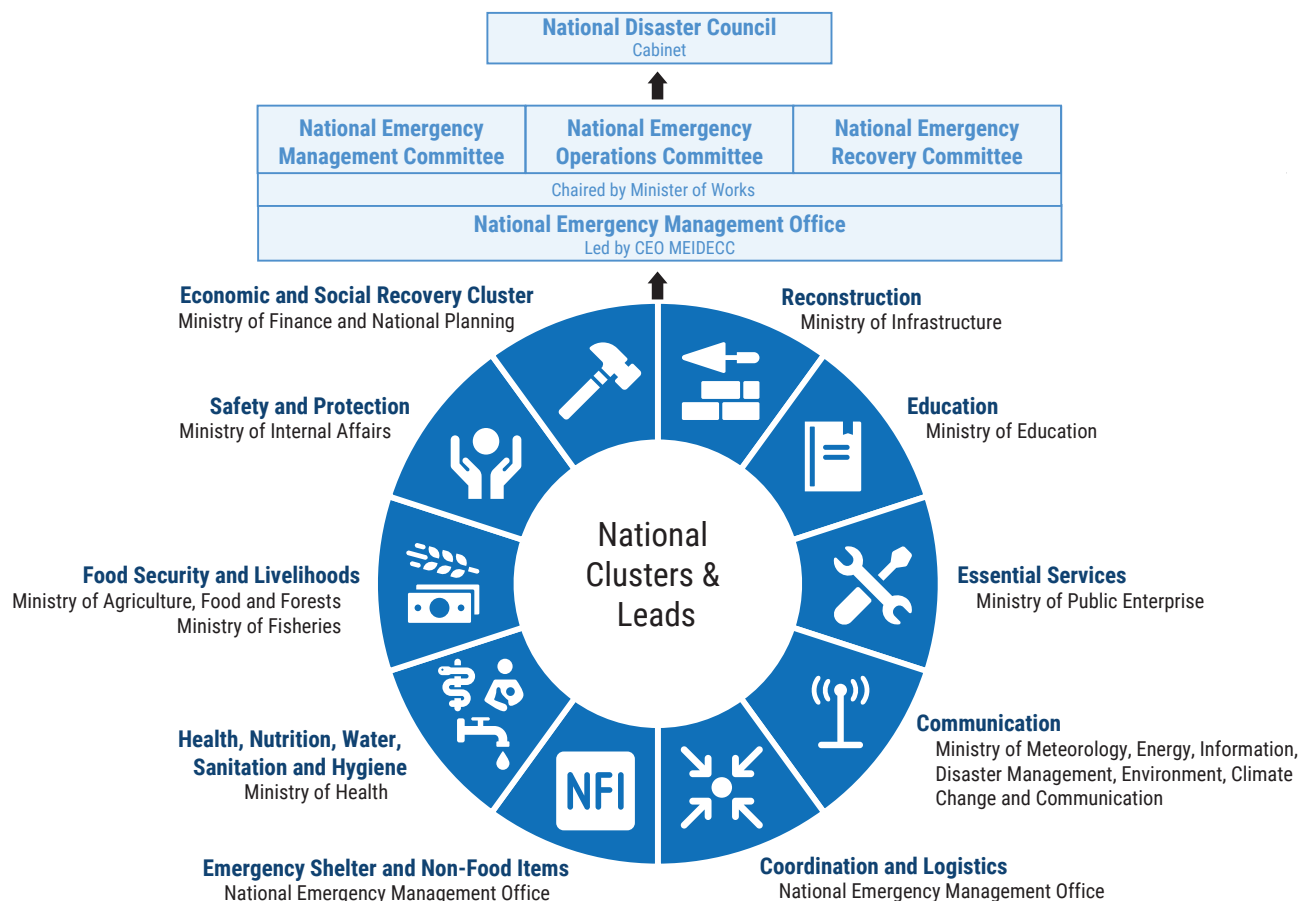 National Disaster Council
Cabinet
National Emergency
Management Committee
National Emergency
Operations Committee
National Emergency
Recovery Committee
Chaired by Minister of Works
National Emergency Management Office
Led by CEO MEIDECC
Economic and Social Recovery Cluster
Ministry of Finance and National Planning
Reconstruction
Ministry of Infrastructure
Safety and Protection
Ministry of Internal Affairs
Education
Ministry of Education
National
Clusters &
Leads
Food Security and Livelihoods
Ministry of Agriculture, Food and Forests
Ministry of Fisheries
Essential Services
Ministry of Public Enterprise
Health, Nutrition, Water,
Sanitation and Hygiene
Ministry of Health
Communication
Ministry of Meteorology, Energy, Information,
Disaster Management, Environment, Climate
Change and Communication
NFI
Emergency Shelter and Non-Food Items
National Emergency Management Office
Coordination and Logistics
National Emergency Management Office